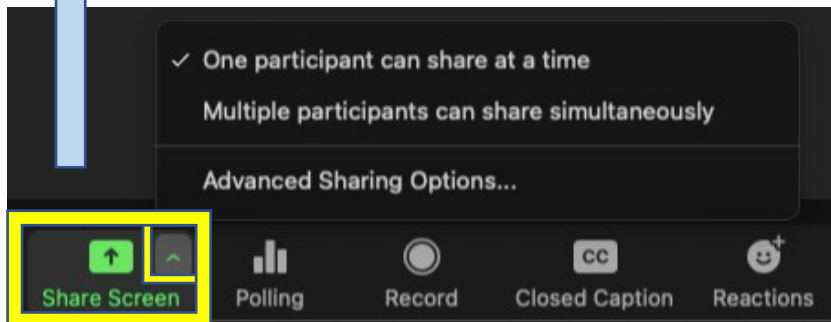 One participant can share at a time
Multiple participants can share simultaneously
Advanced Sharing Options...
CC
Share Screen
Polling
Record
Closed Caption
Reactions